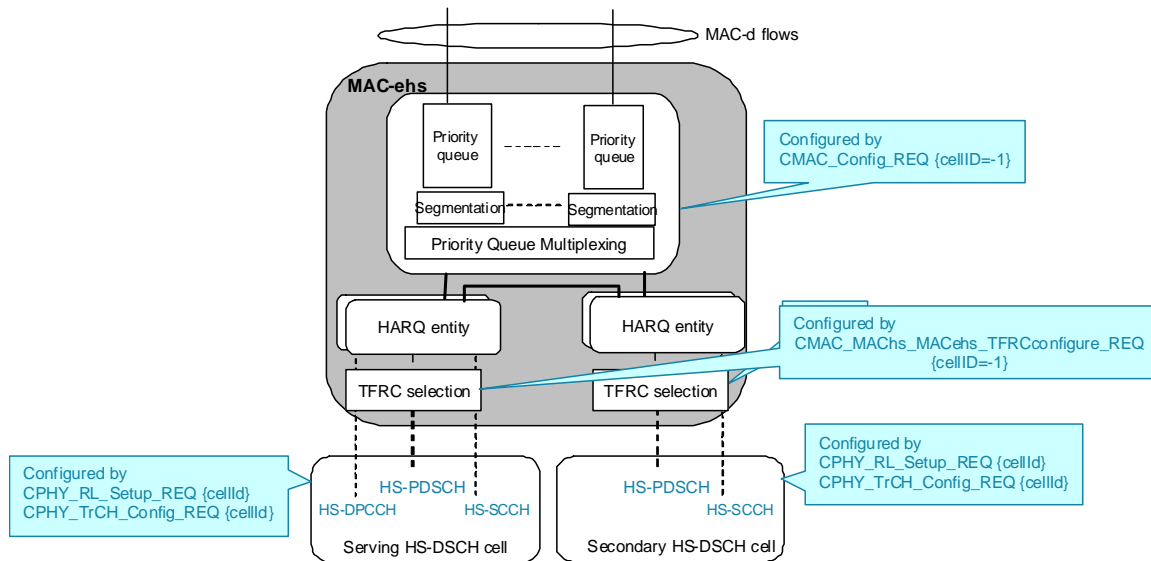 MAC-d flows
MAC-ehs
Priority
queue
Priority
queue
Configured by
CMAC_Config_REQ {cellID=-1}
Segmentation
Segmentation
Priority Queue Multiplexing
HARQ entity
HARQ entity
Configured by
CMAC_MAChs_MACehs_TFRCconfigure_REQ
{cellID=-1}
TFRC selection
TFRC selection
Configured by
CPHY_RL_Setup_REQ {cellId}
CPHY_TrCH_Config_REQ {cellId}
Configured by
CPHY_RL_Setup_REQ {cellId}
CPHY_TrCH_Config_REQ {cellId}
HS-PDSCH
HS-DPCCH
HS-SCCH
Serving HS-DSCH cell
HS-PDSCH
HS-SCCH
Secondary HS-DSCH cell